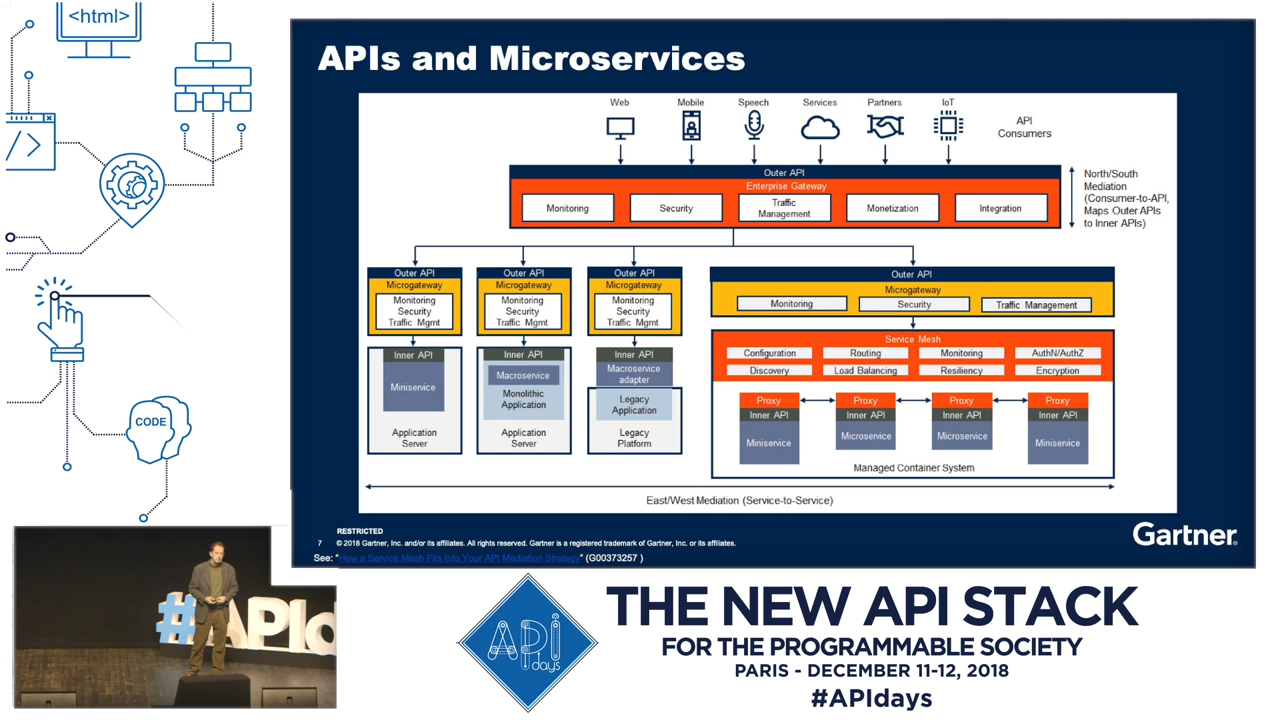 <html>
</>
CODE
APIs and Microservices
Web
Mobile
Speech
Services
Partners
IoT
API
Consumers
Outer API
Enterprise Gateway
Monitoring
Security
Traffic
Management
Monetization
Integration
North/South
Mediation
(Consumer-to-API,
Maps Outer APIs
to Inner APIs)
Outer API
Microgateway
Monitoring
Security
Traffic Mgmt
Inner API
Miniservice
Application
Server
Outer API
Microgateway
Monitoring
Security
Traffic Mgmt
Inner API
Macroservice
Monolithic
Application
Application
Server
Outer API
Microgateway
Monitoring
Security
Traffic Mgmt
Inner API
Macroservice
adapter
Legacy
Application
Legacy
Platform
Outer API
Microgateway
Monitoring
Security
Traffic Management
Service Mesh
Configuration
Routing
Monitoring
AuthN/AuthZ
Discovery
Load Balancing
Resiliency
Encryption
Proxy
Inner API
Miniservice
Proxy
Inner API
Microservice
Proxy
Inner API
Microservice
Proxy
Inner API
Miniservice
Managed Container System
East/West Mediation (Service-to-Service)
RESTRICTED
7 © 2018 Gartner, Inc. and/or its affiliates. All rights reserved. Gartner is a registered trademark of Gartner, Inc. or its affiliates.
See: "How a Service Mesh Fits Into Your API Mediation Strategy" (G00373257 )
Gartner®
#APId
API
days
THE NEW API STACK
FOR THE PROGRAMMABLE SOCIETY
PARIS - DECEMBER 11-12, 2018
#APIdays